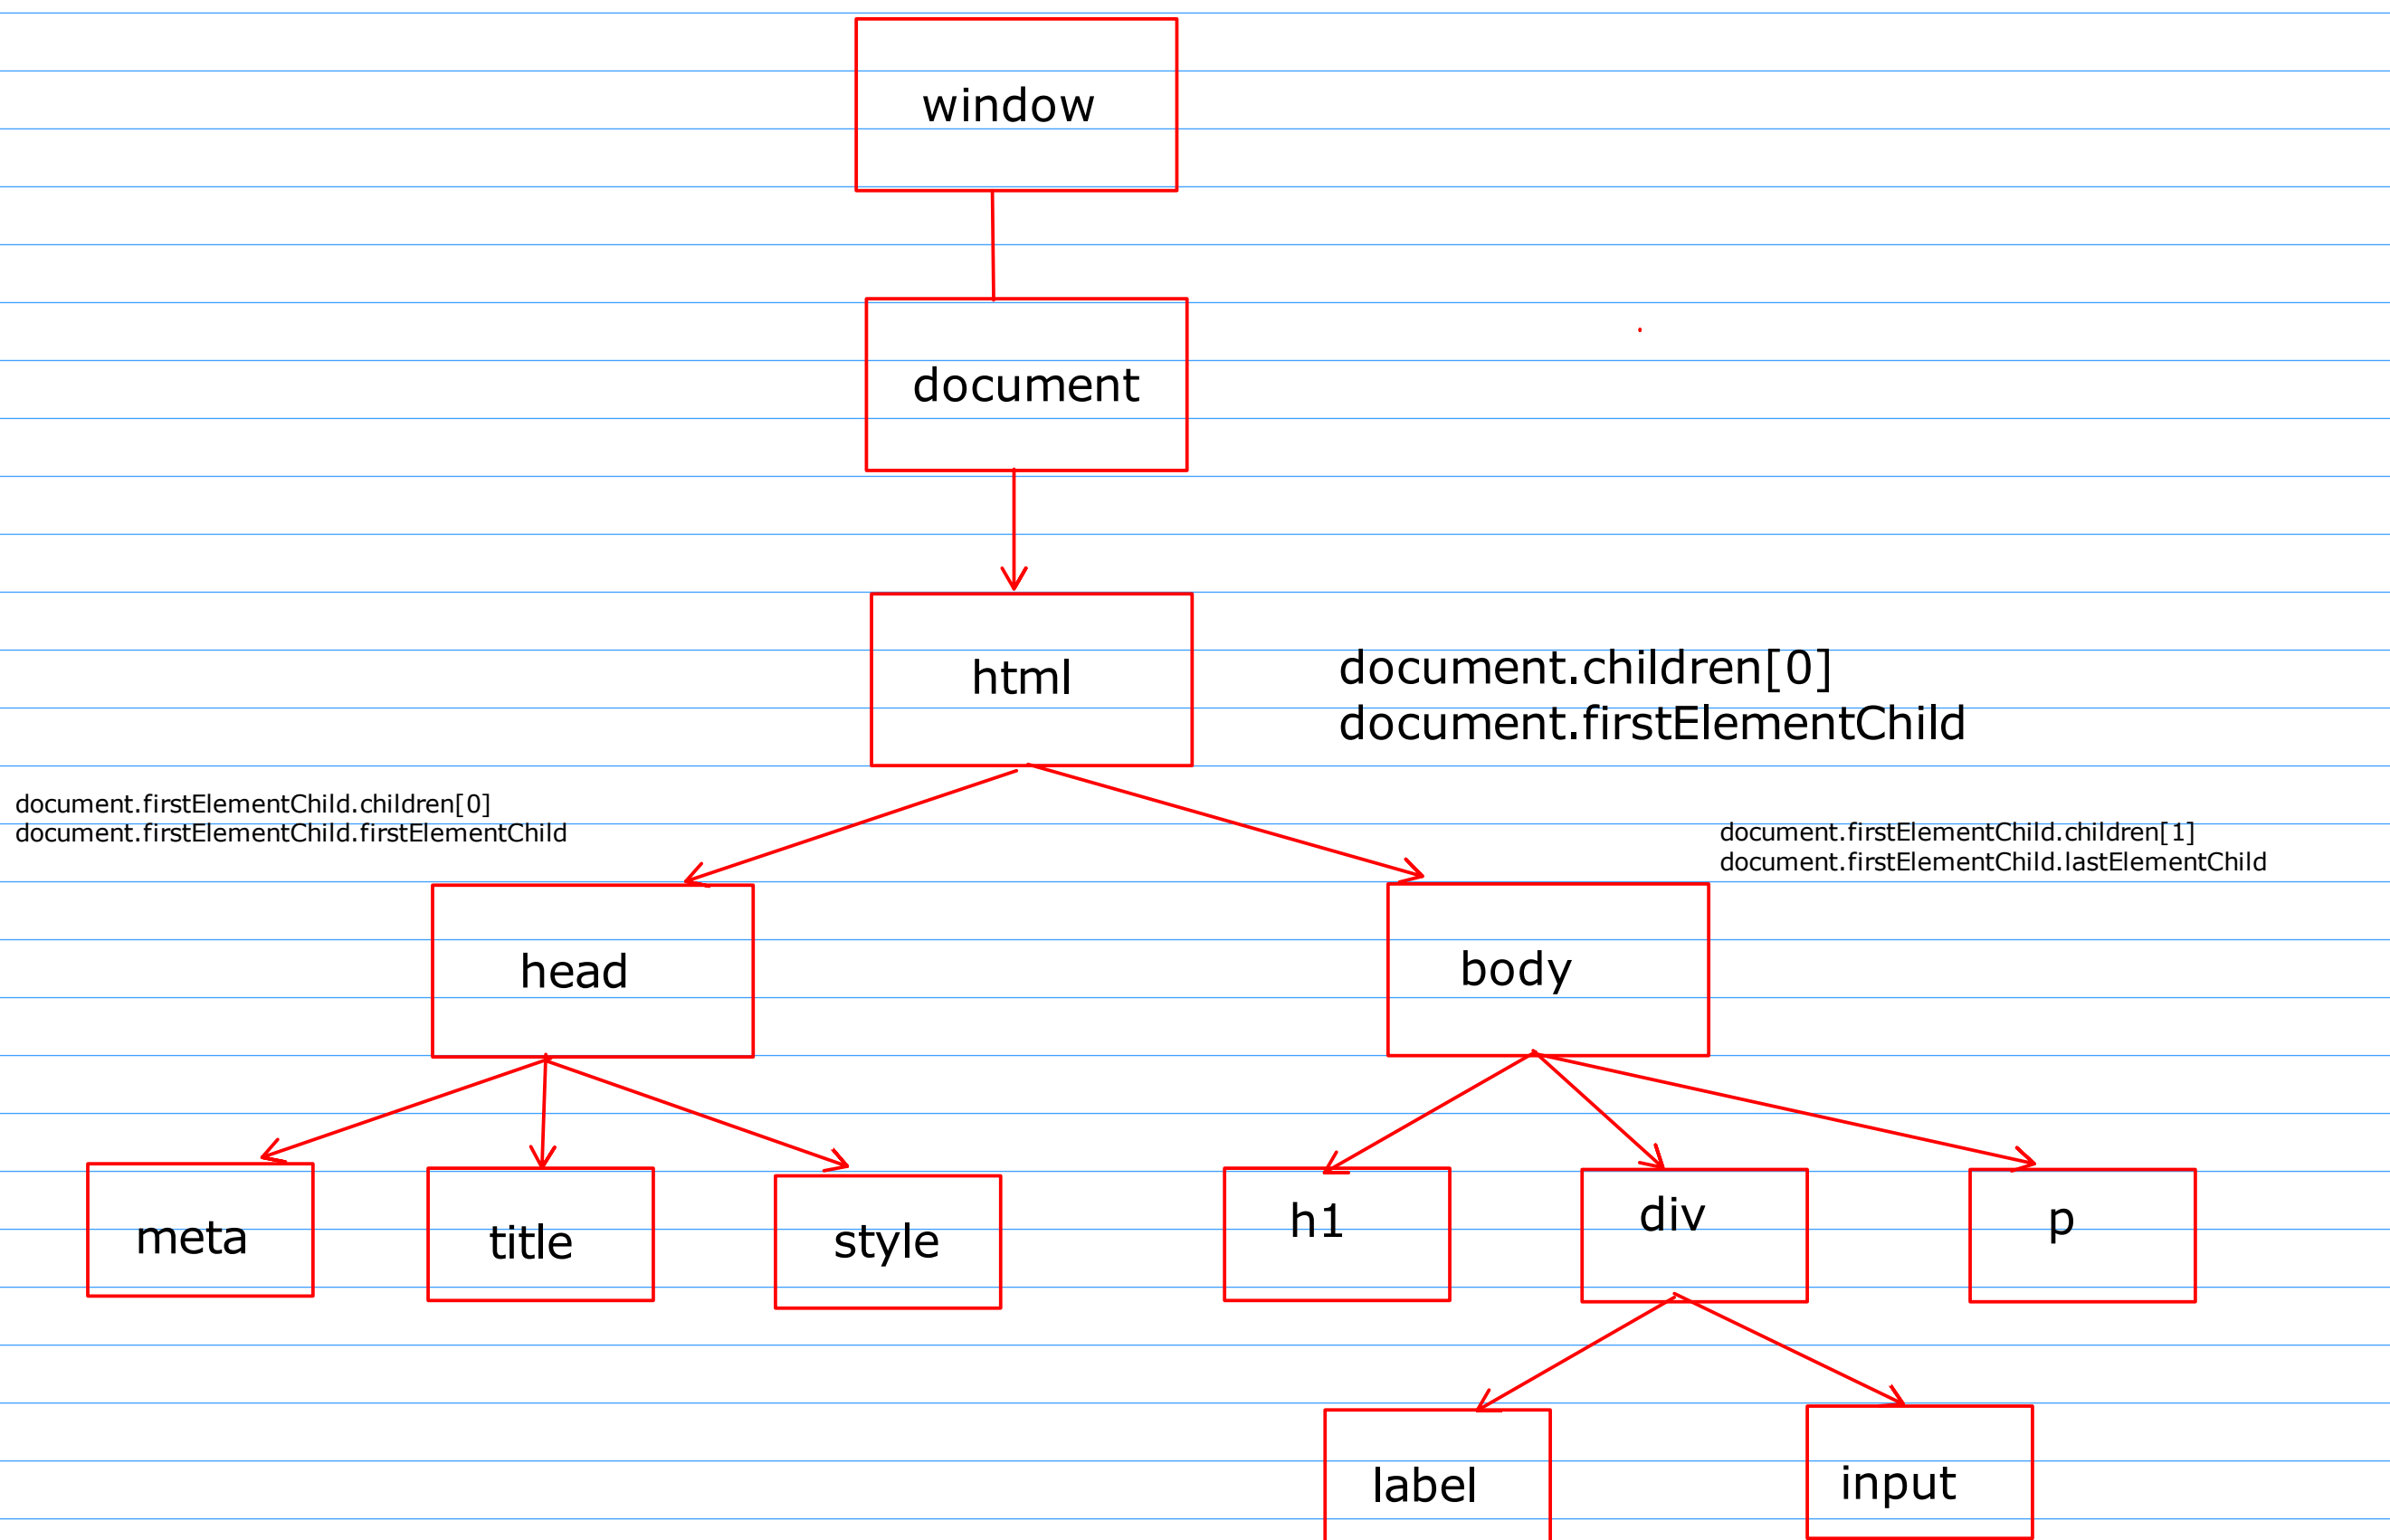 window
document
html
document.children[0]
document.firstElementChild
document.firstElementChild.children[0]
document.firstElementChild.firstElementChild
document.firstElementChild.children[1]
document.firstElementChild.lastElementChild
head
body
meta
title
style
h1
div
p
label
input